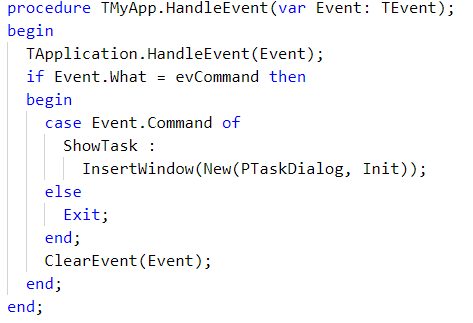 procedure TMyApp.HandleEvent(var Event: TEvent);
begin
  TApplication.HandleEvent(Event);
  if Event.What = evCommand then
  begin
    case Event.Command of
      ShowTask :
        InsertWindow(New(PTaskDialog, Init));
    else
      Exit;
    end;
    ClearEvent(Event);
  end;
end;